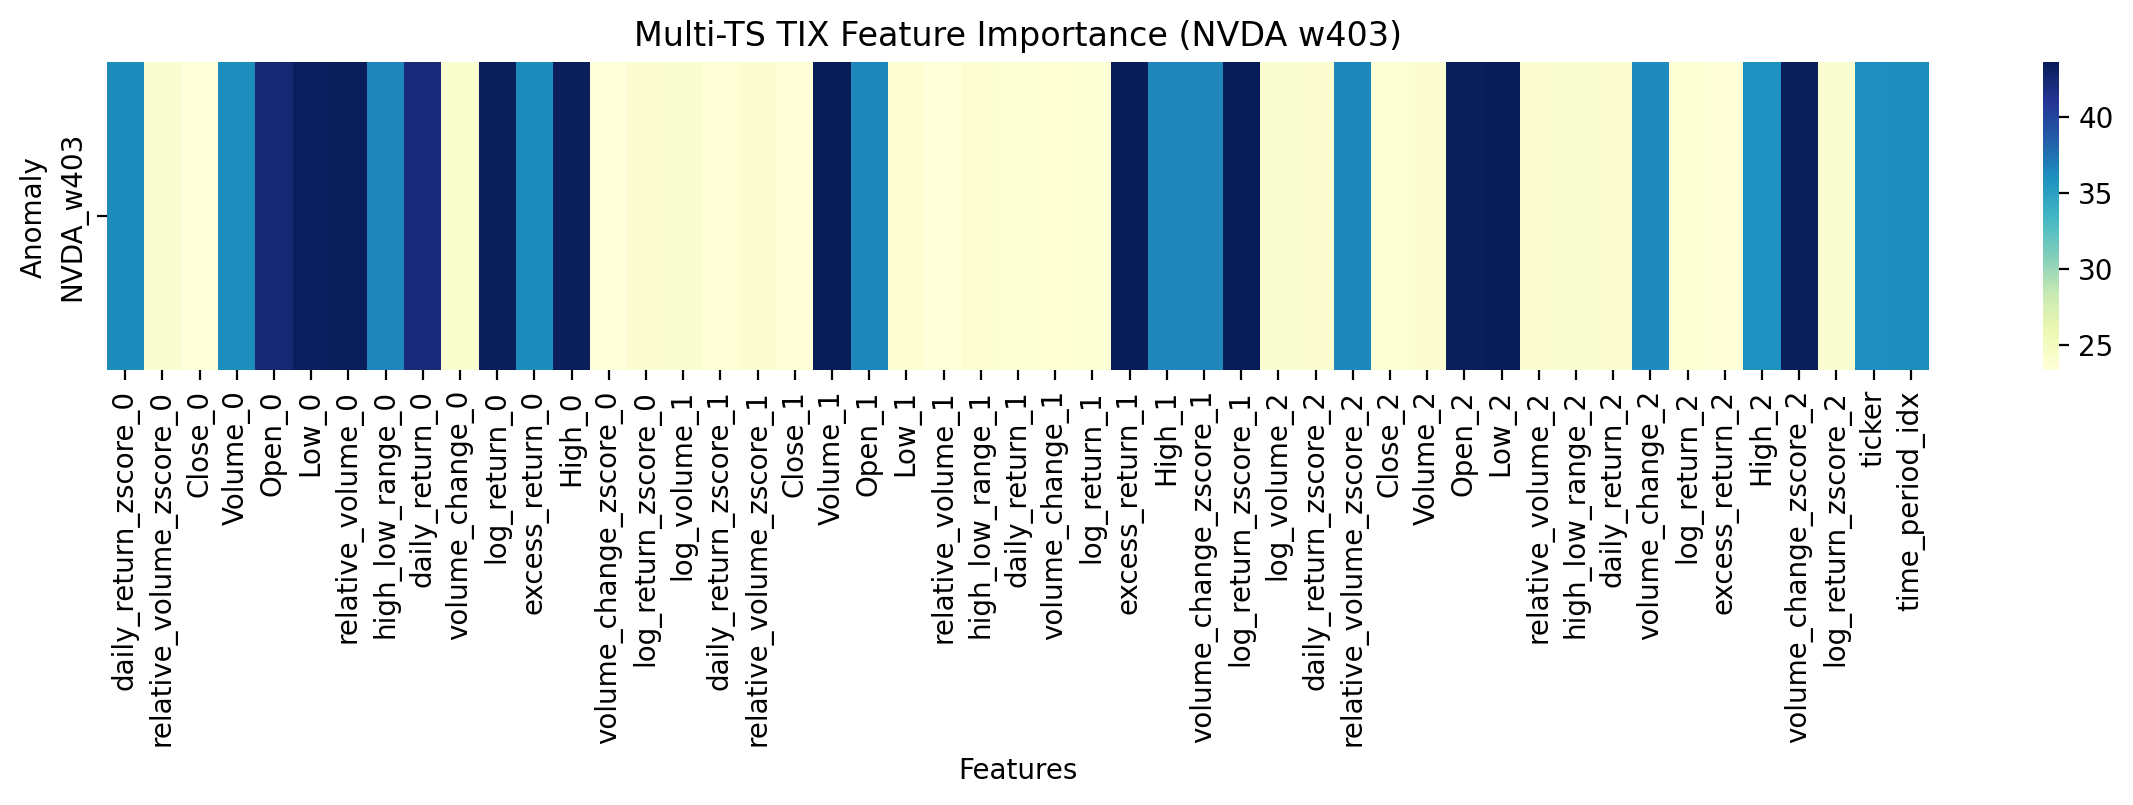 Multi-TS TIX Feature Importance (NVDA w403)
Anomaly
NVDA_w403
40
35
30
25
daily_return_zscore_0
relative_volume_zscore_0
Close_0
Volume_0
Open_0
Low_0
relative_volume_0
high_low_range_0
daily_return_0
volume_change_0
log_return_0
excess_return_0
High_0
volume_change_zscore_0
log_return_zscore_0
log_volume_1
daily_return_zscore_1
relative_volume_zscore_1
Close_1
Volume_1
Open_1
Low_1
relative_volume_1
high_low_range_1
daily_return_1
volume_change_1
log_return_1
excess_return_1
High_1
volume_change_zscore_1
log_return_zscore_1
log_volume_2
daily_return_zscore_2
relative_volume_zscore_2
Close_2
Volume_2
Open_2
Low_2
relative_volume_2
high_low_range_2
daily_return_2
volume_change_2
log_return_2
excess_return_2
High_2
volume_change_zscore_2
log_return_zscore_2
ticker
time_period_idx
Features